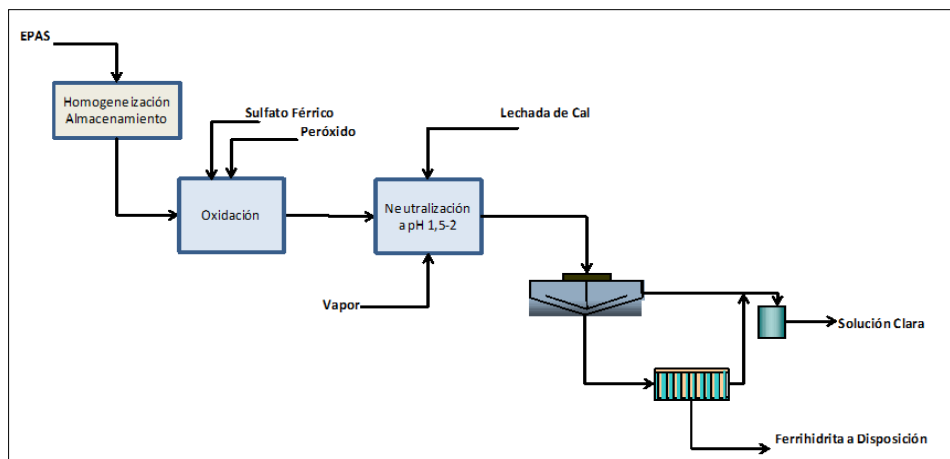 EPAS
Homogeneización
Almacenamiento
Sulfato Férrico
Peróxido
Lechada de Cal
Oxidación
Neutralización
a pH 1,5-2
Vapor
Solución Clara
Ferrihidrita a Disposición